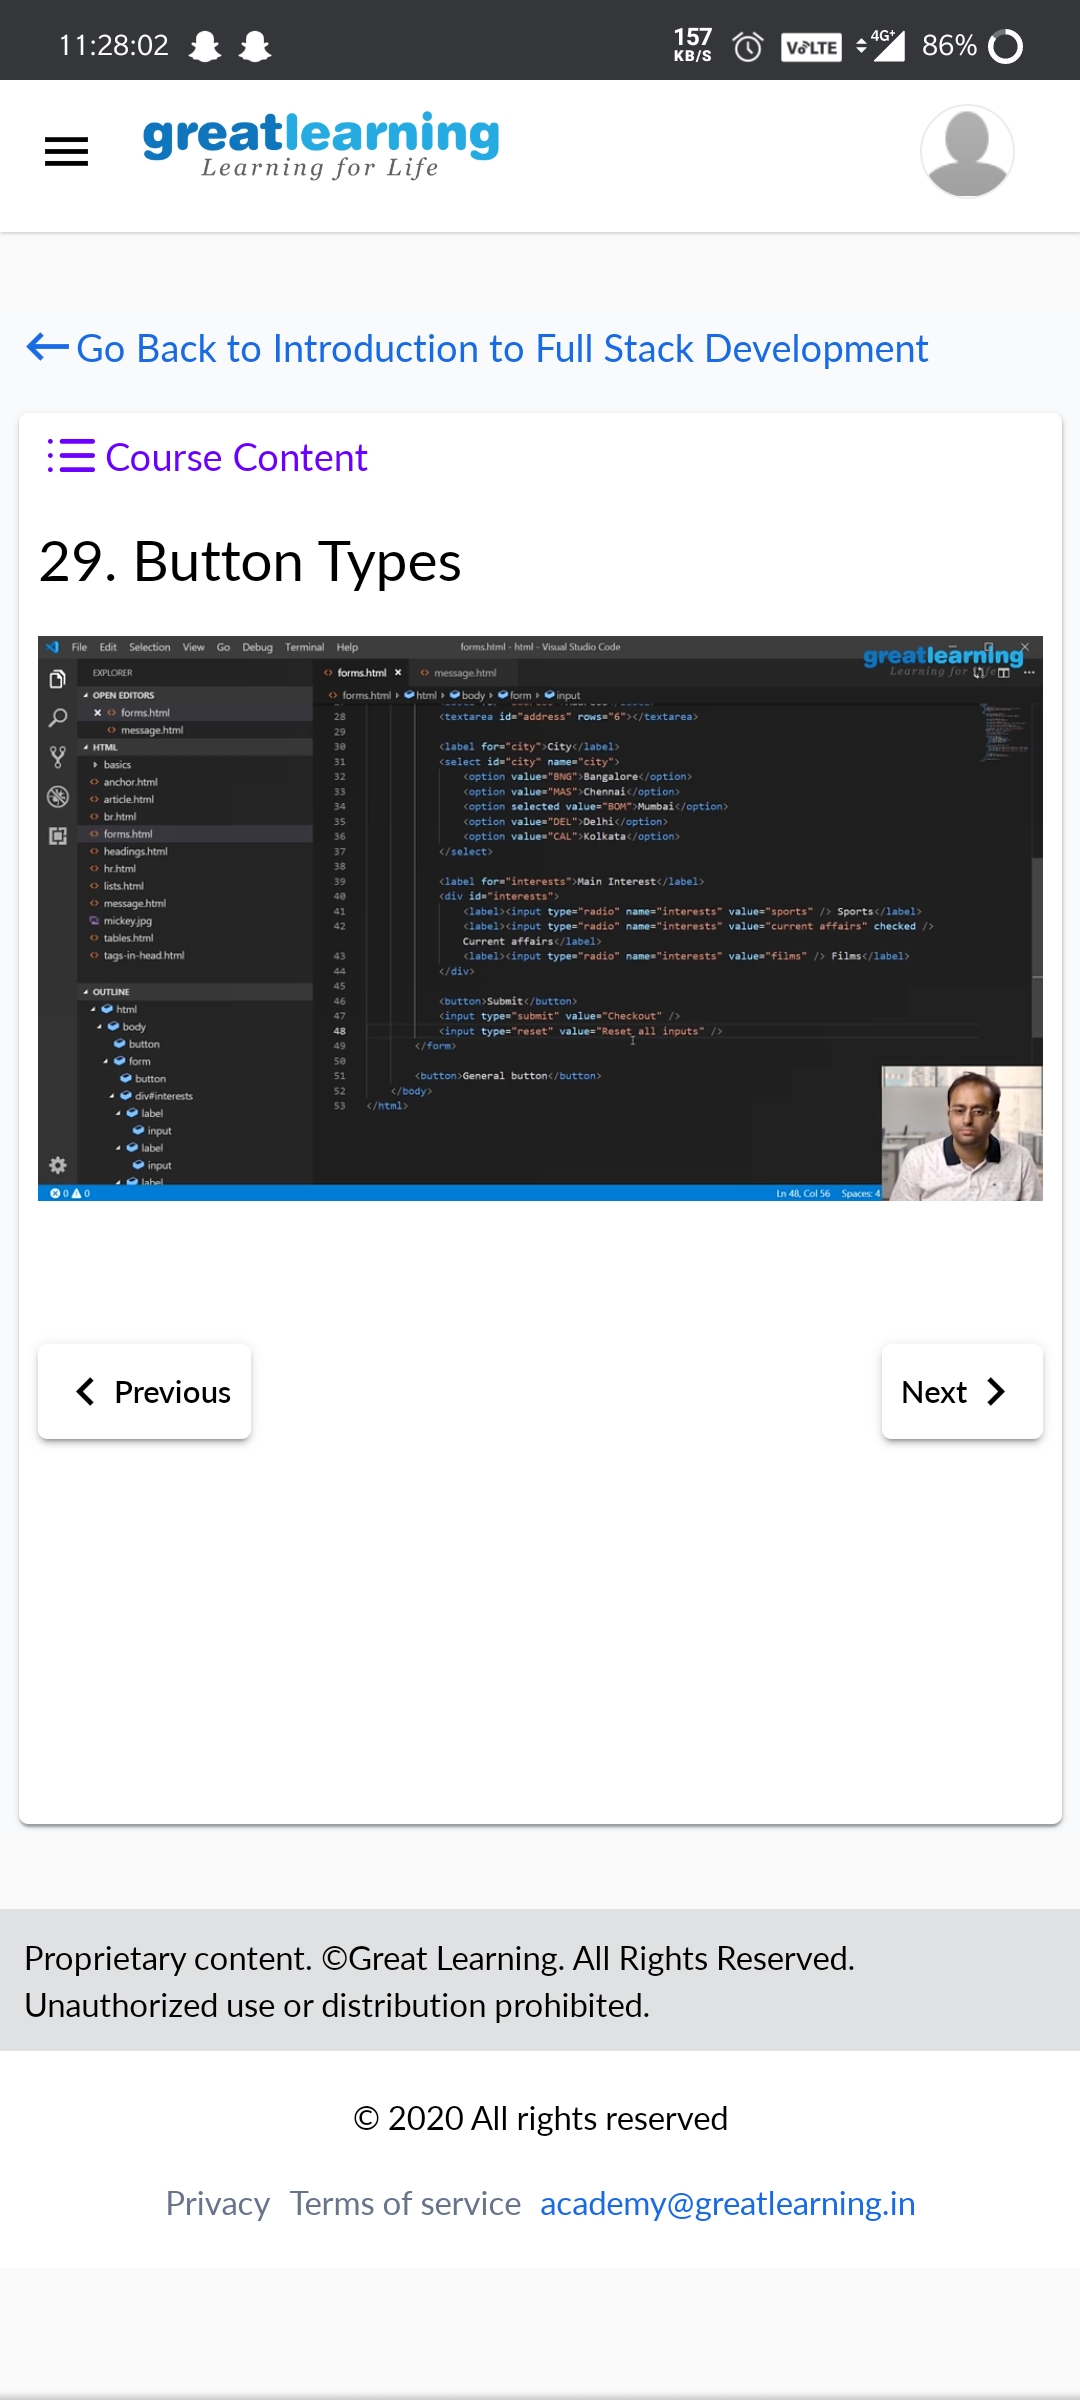 11:28:02
157 KB/S VoLTE 4G+ 86%
greatlearning
Learning for Life
Go Back to Introduction to Full Stack Development
Course Content
29. Button Types
File Edit Selection View Go Debug Terminal Help forms.html - html - Visual Studio Code
greatlearning
Learning for Life
EXPLORER
OPEN EDITORS
forms.html
message.html
HTML
basics
anchor.html
article.html
br.html
forms.html
headings.html
hr.html
lists.html
message.html
mickey.jpg
tables.html
tags-in-head.html
OUTLINE
html
body
button
form
button
div#interests
label
input
label
input
label
forms.html message.html
forms.html html body form input
28 <textarea id="address" rows="6"></textarea>
29
30 <label for="city">City</label>
31 <select id="city" name="city">
32 <option value="BNG">Bangalore</option>
33 <option value="MAS">Chennai</option>
34 <option selected value="BOM">Mumbai</option>
35 <option value="DEL">Delhi</option>
36 <option value="CAL">Kolkata</option>
37 </select>
38
39 <label for="interests">Main Interest</label>
40 <div id="interests">
41 <label><input type="radio" name="interests" value="sports" /> Sports</label>
42 <label><input type="radio" name="interests" value="current affairs" checked />
Current affairs</label>
43 <label><input type="radio" name="interests" value="films" /> Films</label>
44 </div>
45
46 <button>Submit</button>
47 <input type="submit" value="Checkout" />
48 <input type="reset" value="Reset all inputs" />
49 </form>
50
51 <button>General button</button>
52 </body>
53 </html>
0 0 Ln 48, Col 56 Spaces: 4
Previous
Next
Proprietary content. ©Great Learning. All Rights Reserved.
Unauthorized use or distribution prohibited.
© 2020 All rights reserved
Privacy Terms of service academy@greatlearning.in